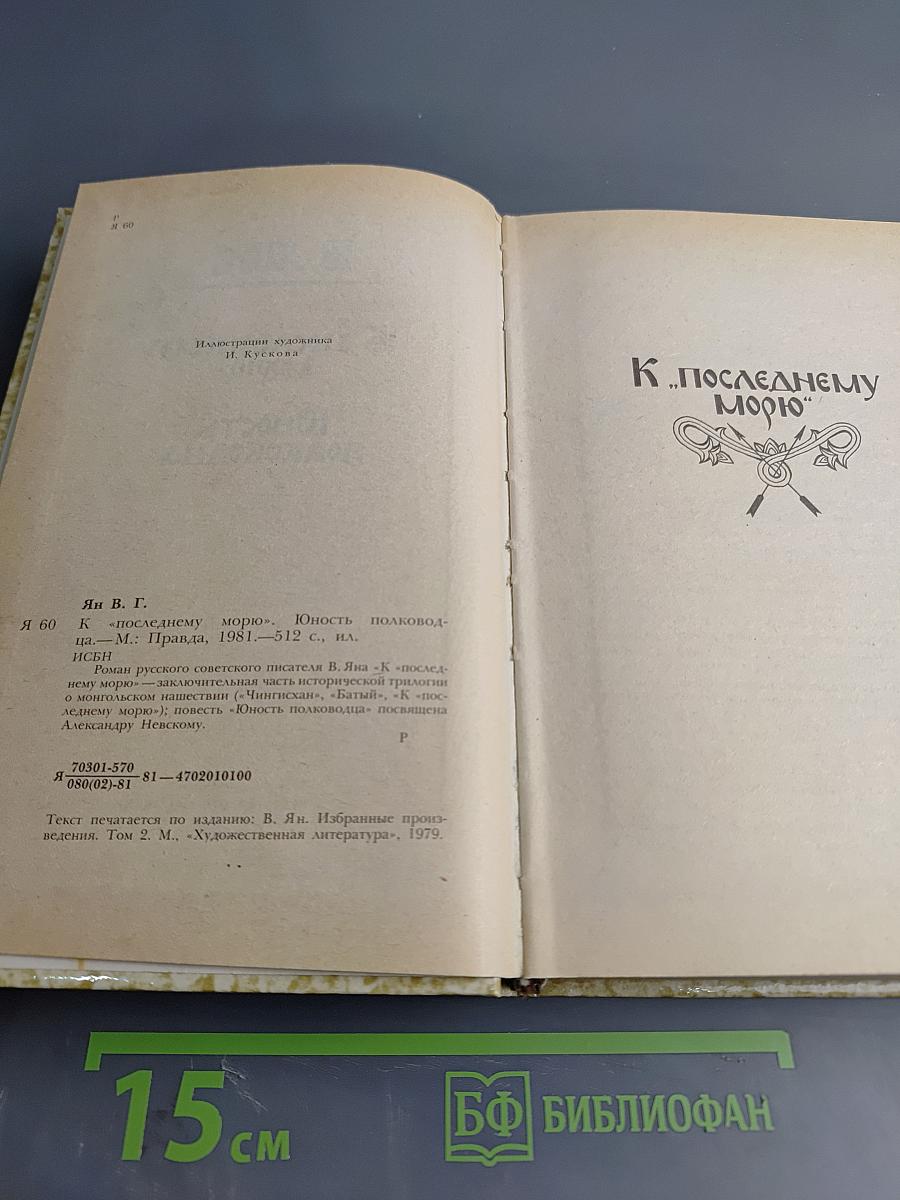 Р
Я 60
Иллюстрации художника
И. Кускова
Ян В. Г.
Я 60 К «последнему морю». Юность полковод-
ца.— М.: Правда, 1981.—512 с., ил.
ИСБН
Роман русского советского писателя В. Яна «К «послед-
нему морю» — заключительная часть исторической трилогии
о монгольском нашествии («Чингисхан», «Батый», «К «пос-
леднему морю»); повесть «Юность полководца» посвящена
Александру Невскому.
Р
Я 70301-570
080(02)-81 81—4702010100
Текст печатается по изданию: В. Ян. Избранные произ-
ведения. Том 2. М., «Художественная литература», 1979.
К „последнему
морю“
15 см
БФ БИБЛИОФАН